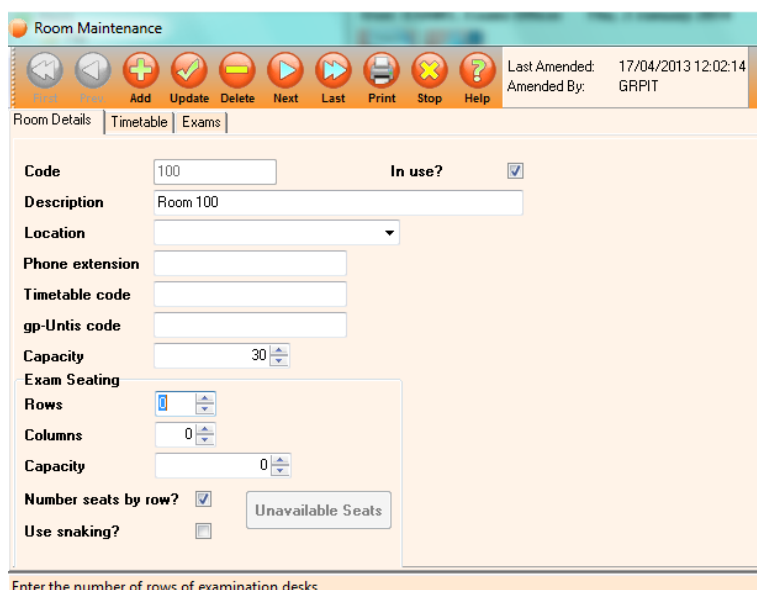 Room Maintenance
First Prev Add Update Delete Next Last Print Stop Help
Last Amended: 17/04/2013 12:02:14
Amended By: GRPIT
Room Details Timetable Exams
Code 100 In use?
Description Room 100
Location
Phone extension
Timetable code
gp-Untis code
Capacity 30
Exam Seating
Rows 0
Columns 0
Capacity 0
Number seats by row?
Unavailable Seats
Use snaking?
Enter the number of rows of examination desks